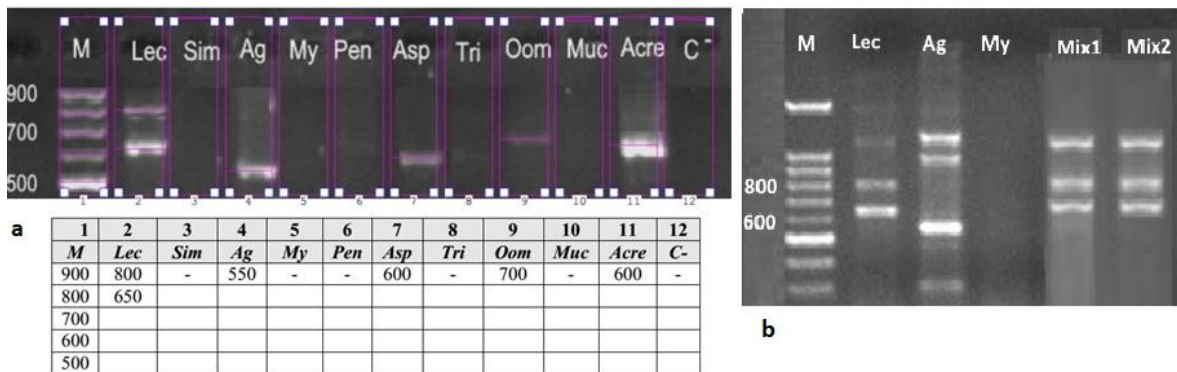 M Lec Sim Ag My Pen Asp Tri Oom Muc Acre C-
900
700
500
1 2 3 4 5 6 7 8 9 10 11 12
a
1 2 3 4 5 6 7 8 9 10 11 12
M Lec Sim Ag My Pen Asp Tri Oom Muc Acre C-
900 800 - 550 - - 600 - 700 - 600 -
800 650
700
600
500
M Lec Ag My Mix1 Mix2
800
600
b